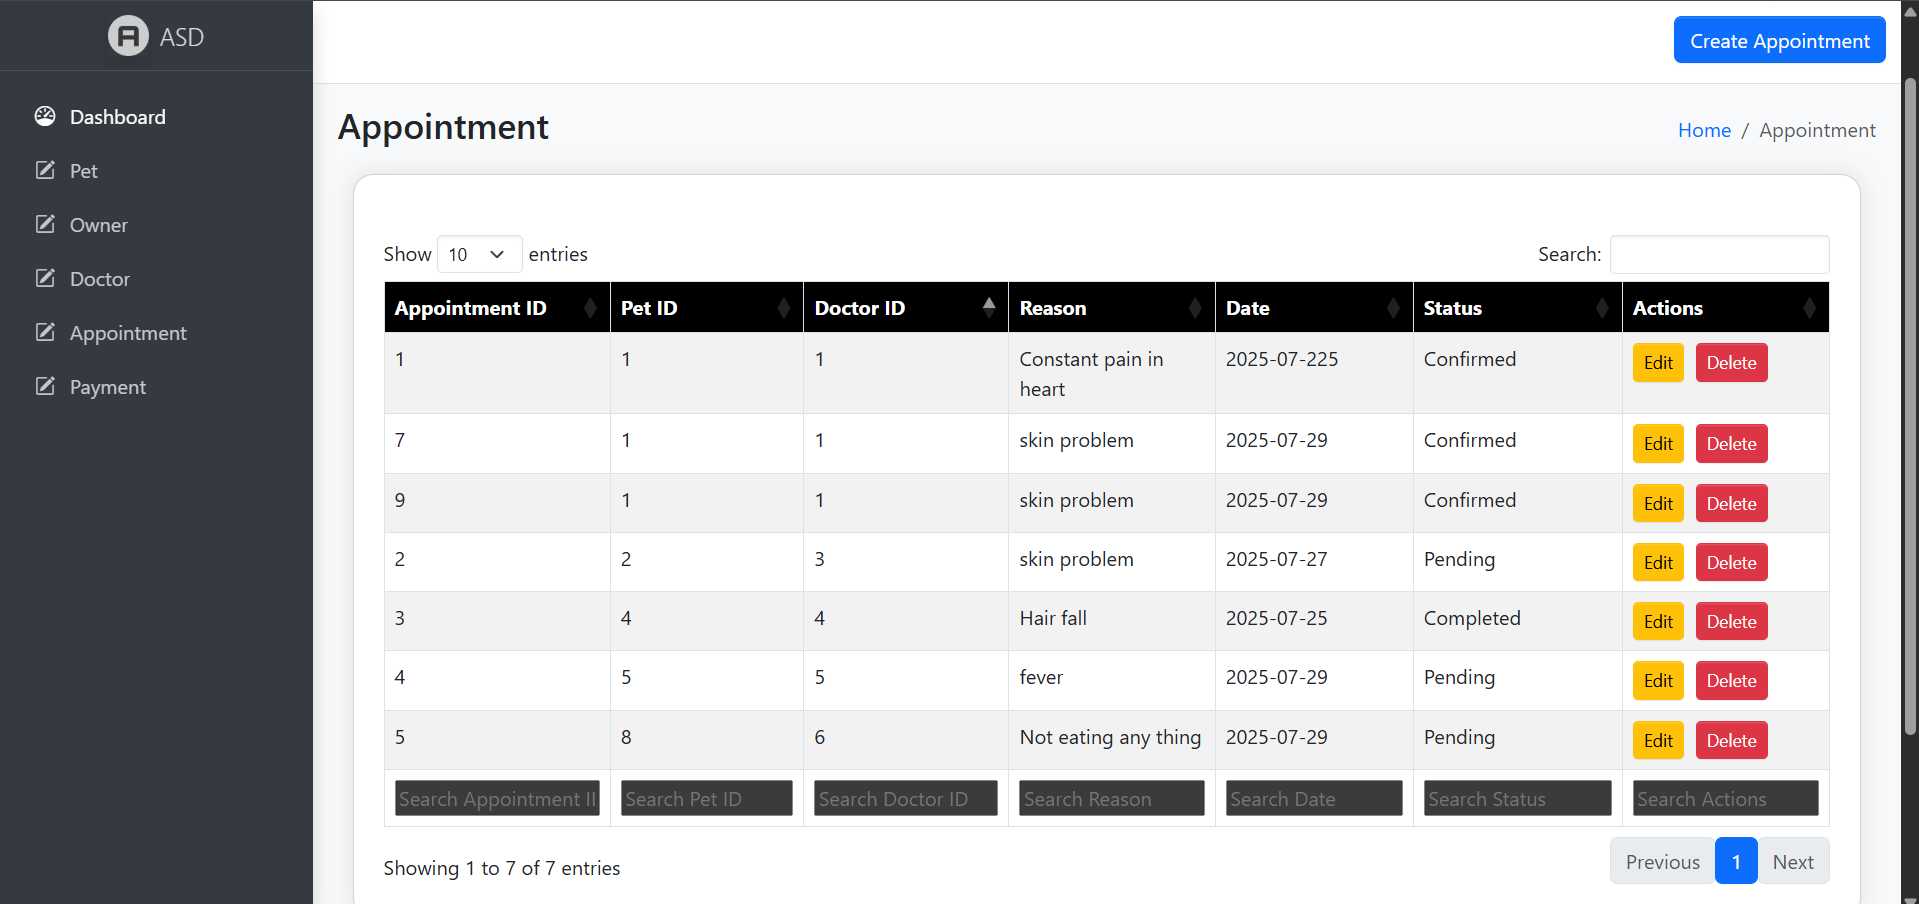 ASD
Create Appointment
Dashboard
Pet
Owner
Doctor
Appointment
Payment
Appointment
Home / Appointment
Show 10 entries
Search:
Appointment ID Pet ID Doctor ID Reason Date Status Actions
1 1 1 Constant pain in 2025-07-225 Confirmed Edit Delete
heart
7 1 1 skin problem 2025-07-29 Confirmed Edit Delete
9 1 1 skin problem 2025-07-29 Confirmed Edit Delete
2 2 3 skin problem 2025-07-27 Pending Edit Delete
3 4 4 Hair fall 2025-07-25 Completed Edit Delete
4 5 5 fever 2025-07-29 Pending Edit Delete
5 8 6 Not eating any thing 2025-07-29 Pending Edit Delete
Search Appointment Search Pet ID Search Doctor ID Search Reason Search Date Search Status Search Actions
Showing 1 to 7 of 7 entries
Previous 1 Next